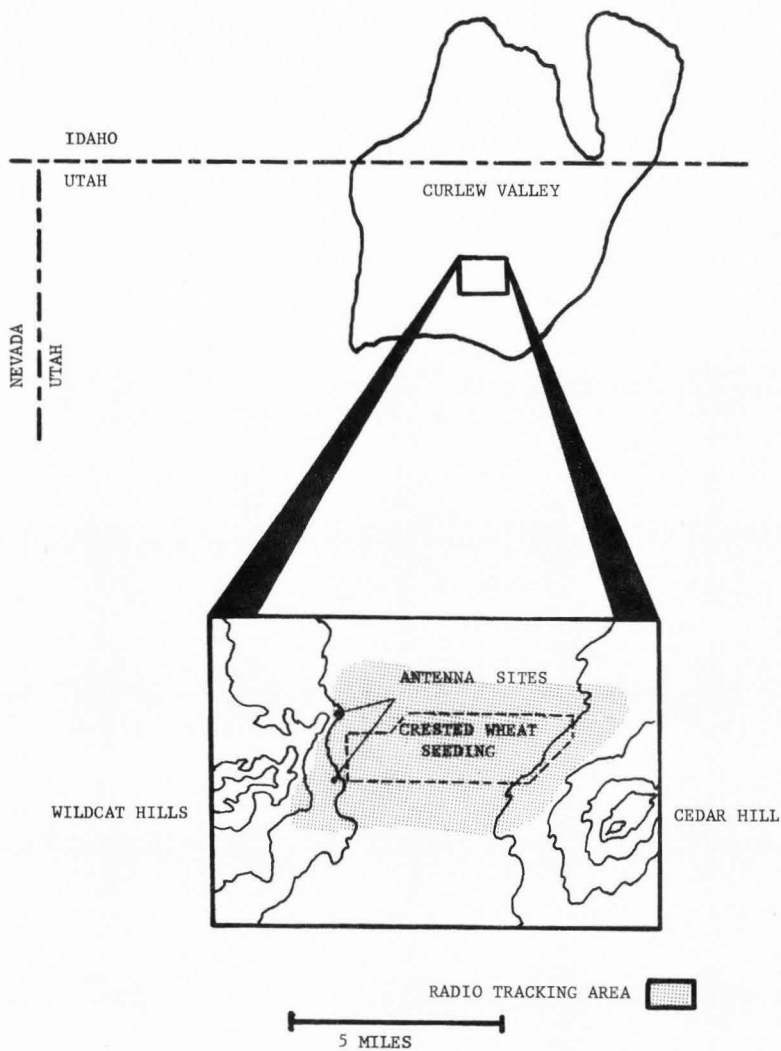 IDAHO
UTAH
CURLEW VALLEY
NEVADA
UTAH
ANTENNA SITES
CRESTED WHEAT
SEEDING
WILDCAT HILLS
CEDAR HILL
RADIO TRACKING AREA
5 MILES